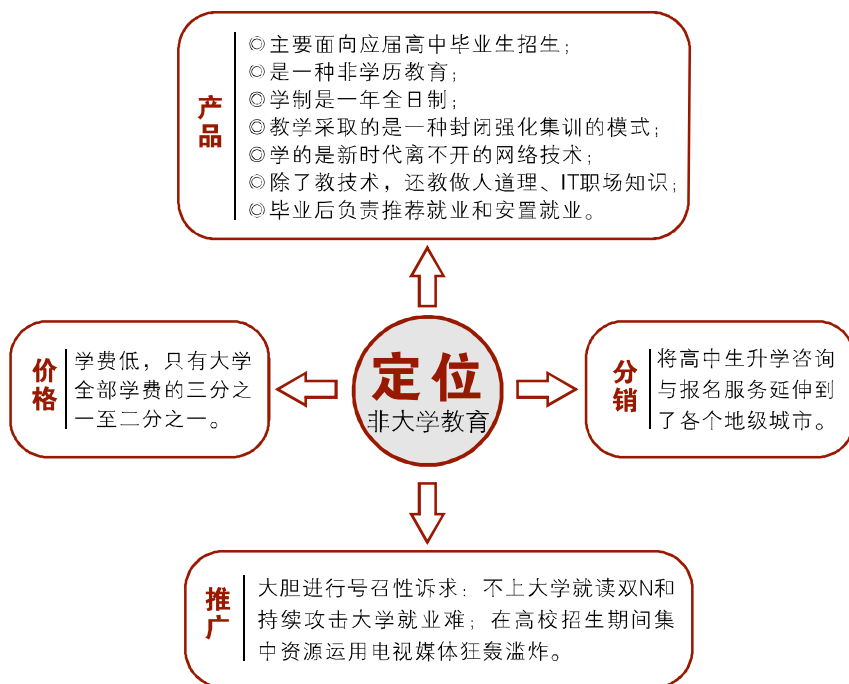 产品
◎主要面向应届高中毕业生招生；
◎是一种非学历教育；
◎学制是一年全日制；
◎教学采取的是一种封闭强化集训的模式；
◎学的是新时代离不开的网络技术；
◎除了教技术，还教做人道理、IT职场知识；
◎毕业后负责推荐就业和安置就业。
价格
学费低，只有大学
全部学费的三分之
一至二分之一。
定位
非大学教育
分销
将高中生升学咨询
与报名服务延伸到
了各个地级城市。
推广
大胆进行号召性诉求：不上大学就读双N和
持续攻击大学就业难；在高校招生期间集
中资源运用电视媒体狂轰滥炸。